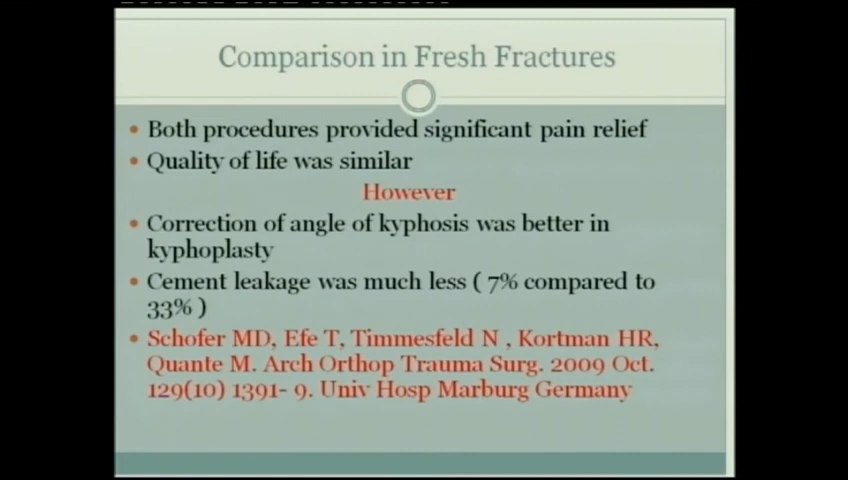 Comparison in Fresh Fractures
• Both procedures provided significant pain relief
• Quality of life was similar
However
• Correction of angle of kyphosis was better in
kyphoplasty
• Cement leakage was much less ( 7% compared to
33% )
• Schofer MD, Efe T, Timmesfeld N , Kortman HR,
Quante M. Arch Orthop Trauma Surg. 2009 Oct.
129(10) 1391- 9. Univ Hosp Marburg Germany